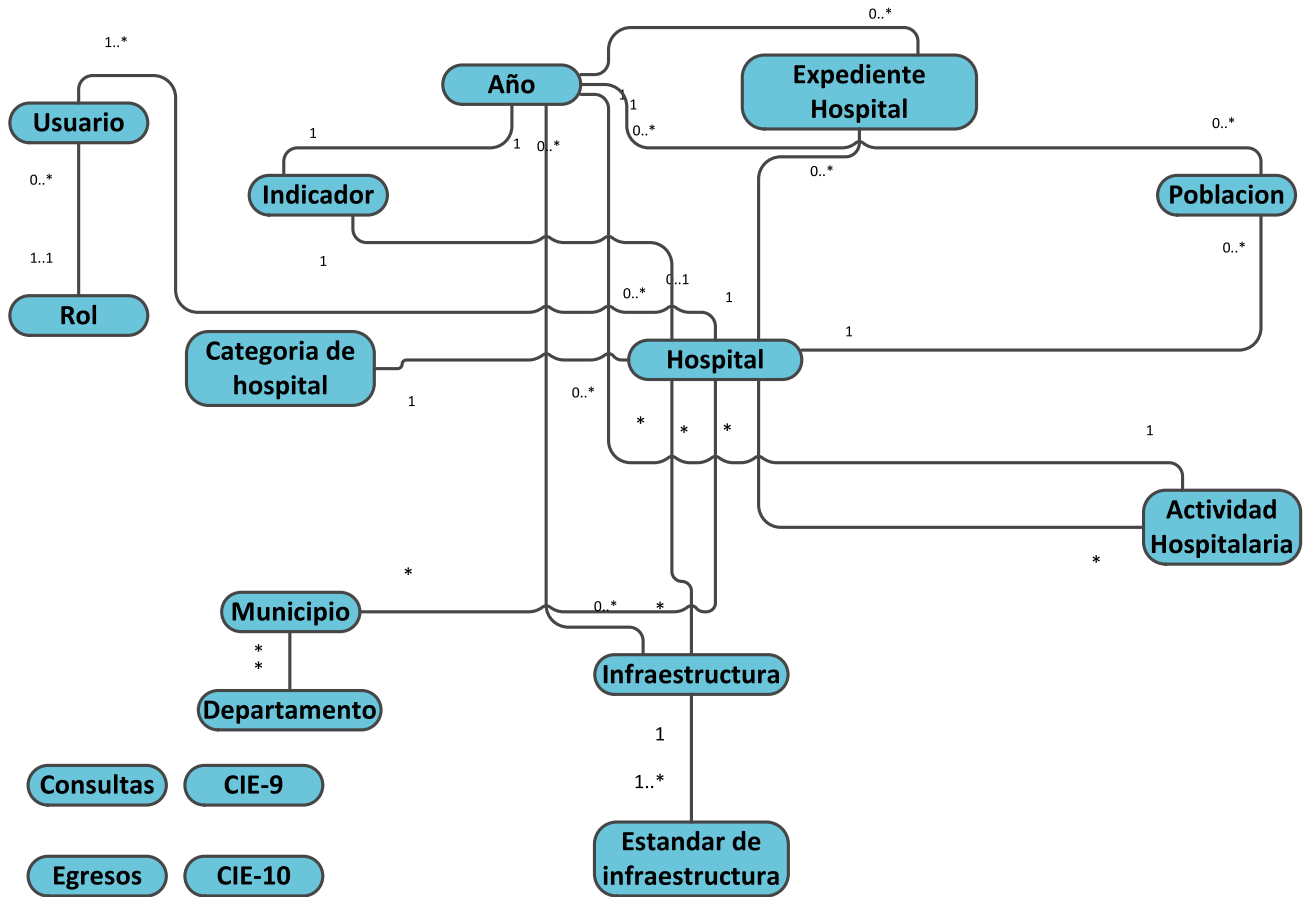 0..*
1..*
Año
Expediente
Hospital
1
1
Usuario
0..*
0..*
1
1
0..*
0..*
0..*
Indicador
Poblacion
0..*
1..1
1
0..1
0..*
1
Rol
1
Categoria de
hospital
Hospital
1
0..*
*
*
*
1
Actividad
Hospitalaria
*
*
Municipio
0..*
*
*
*
Infraestructura
Departamento
1
1..*
Consultas
CIE-9
Estandar de
infraestructura
Egresos
CIE-10